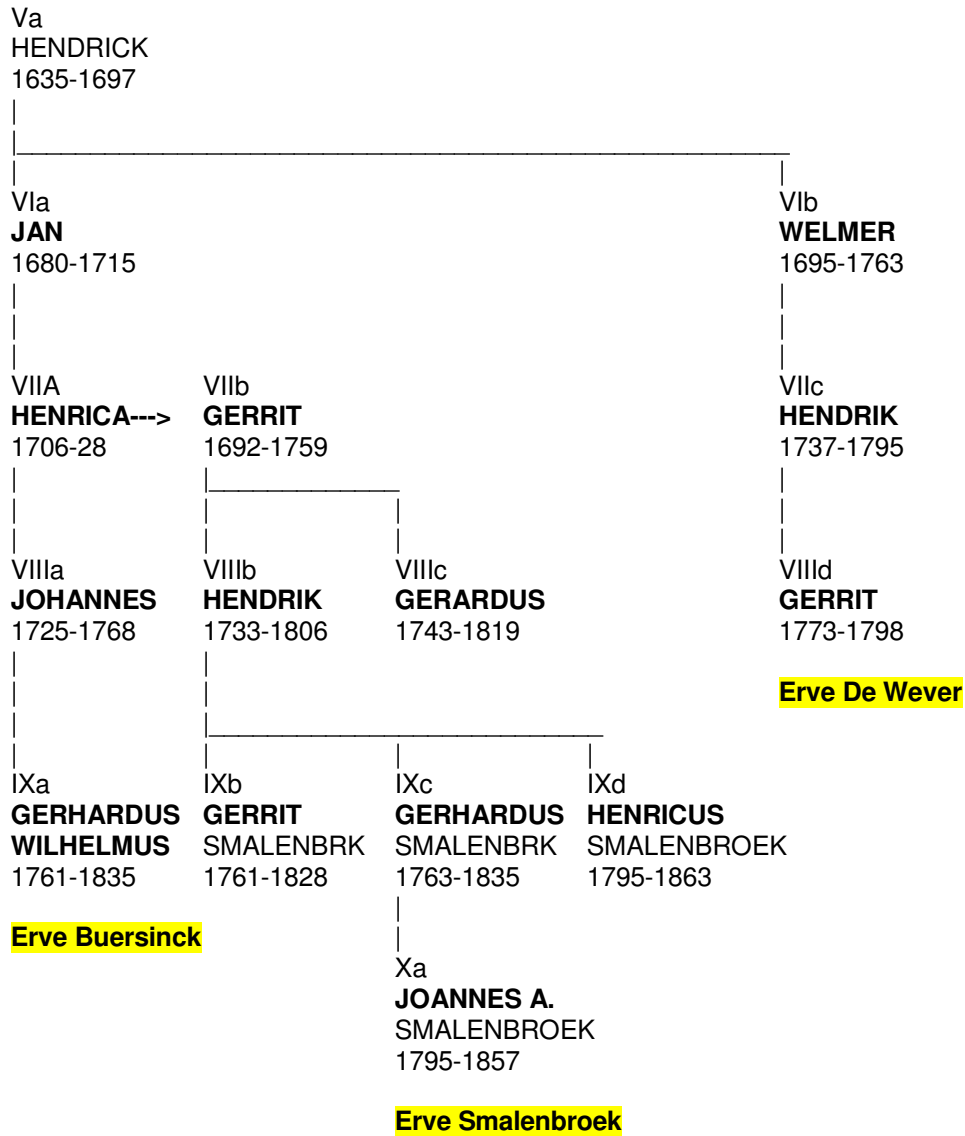 Va
HENDRICK
1635-1697
VIa VIb
JAN WELMER
1680-1715 1695-1763
VIIA VIIb VIIc
HENRICA---> GERRIT HENDRIK
1706-28 1692-1759 1737-1795
VIIIa VIIIb VIIIc VIIId
JOHANNES HENDRIK GERARDUS GERRIT
1725-1768 1733-1806 1743-1819 1773-1798
Erve De Wever
IXa IXb IXc IXd
GERHARDUS GERRIT GERHARDUS HENRICUS
WILHELMUS SMALENBRK SMALENBRK SMALENBROEK
1761-1835 1761-1828 1763-1835 1795-1863
Erve Buersinck
Xa
JOANNES A.
SMALENBROEK
1795-1857
Erve Smalenbroek